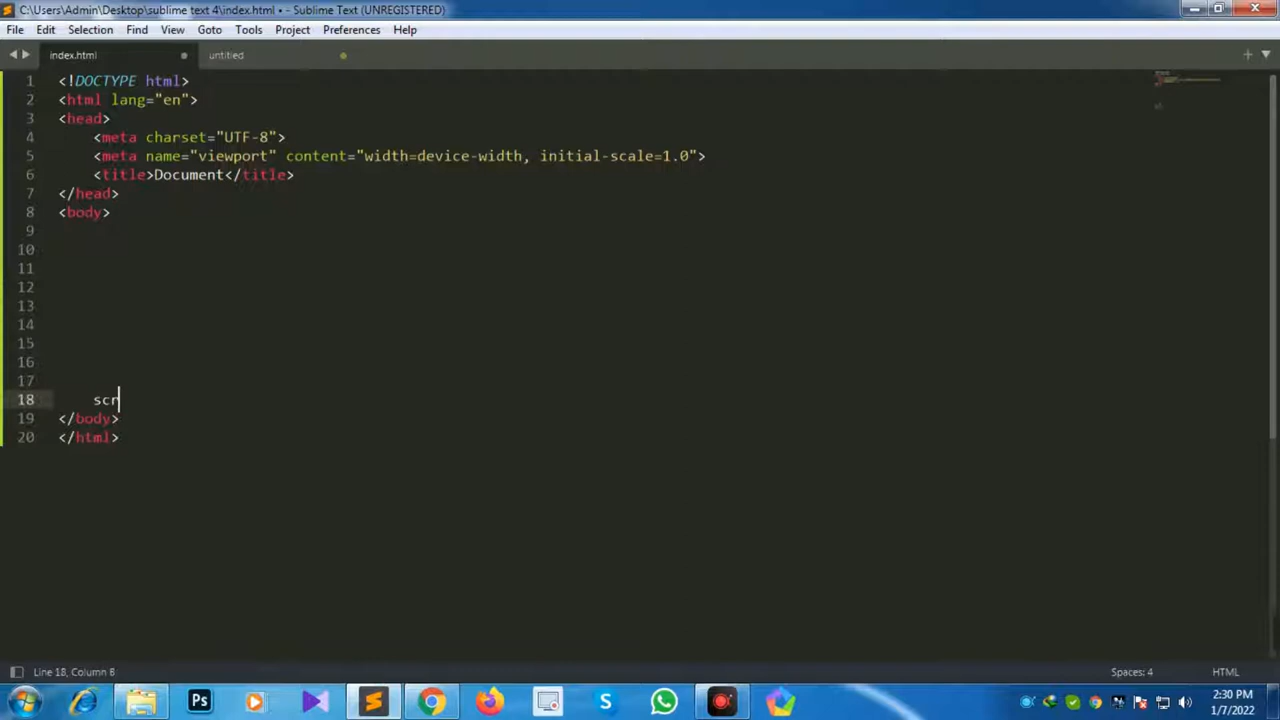 C:\Users\Admin\Desktop\sublime text 4\index.html • - Sublime Text (UNREGISTERED)
File Edit Selection Find View Goto Tools Project Preferences Help
index.html untitled
1 <!DOCTYPE html>
2 <html lang="en">
3 <head>
4 <meta charset="UTF-8">
5 <meta name="viewport" content="width=device-width, initial-scale=1.0">
6 <title>Document</title>
7 </head>
8 <body>
9
10
11
12
13
14
15
16
17
18 scr
19 </body>
20 </html>
Line 18, Column 8 Spaces: 4 HTML
Ps S 2:30 PM
1/7/2022